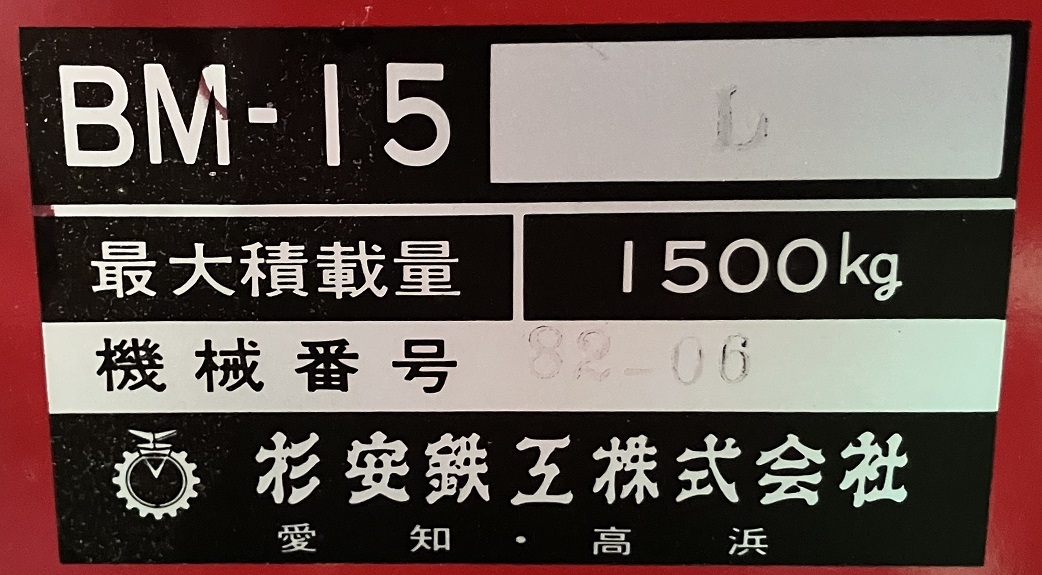 BM-15 L
最大積載量 1500kg
機械番号 82-06
杉安鉄工株式会社
愛知・高浜